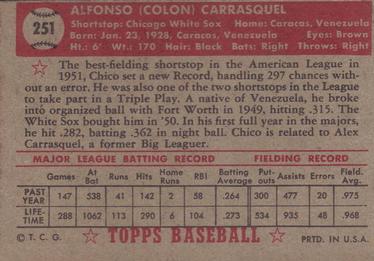 251
ALFONSO (COLON) CARRASQUEL
Shortstop: Chicago White Sox Home: Caracas, Venezuela
Born: Jan. 23, 1928, Caracas, Venezuela Eyes: Brown
Ht.: 6' Wt.: 170 Hair: Black Bats: Right Throws: Right
The best-fielding shortstop in the American League in
1951, Chico set a new Record, handling 297 chances with-
out an error. He was also one of the two shortstops in the League
to take part in a Triple Play. A native of Venezuela, he broke
into organized ball with Fort Worth in 1949, hitting .315. The
White Sox bought him in '50. In his first full year in the majors,
he hit .282, batting .362 in night ball. Chico is related to Alex
Carrasquel, a former Big Leaguer.
MAJOR LEAGUE BATTING RECORD FIELDING RECORD
Games At Bat Runs Hits Home Runs RBI Batting Average Put-outs Assists Errors Field. Avg.
PAST YEAR 147 538 41 142 2 58 .264 300 477 20 .975
LIFE-TIME 288 1062 113 290 6 104 .273 534 935 48 .968
© T. C. G. TOPPS BASEBALL PRTD. IN U.S.A.